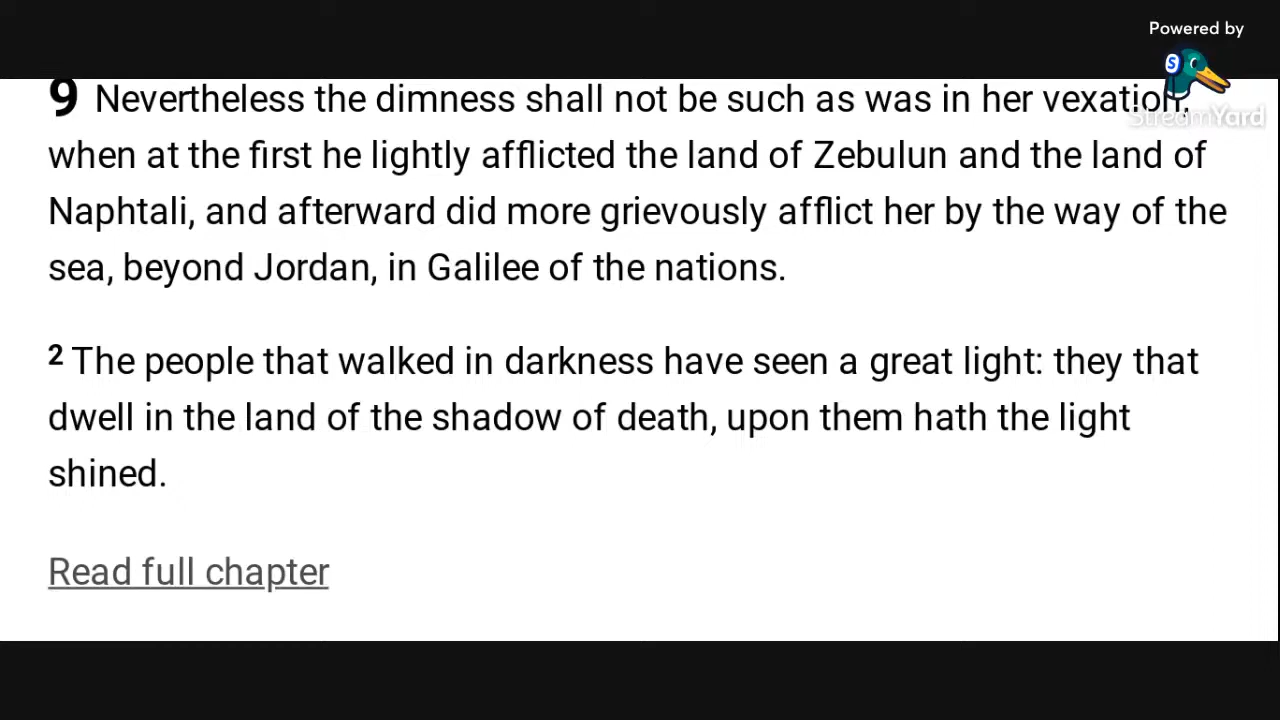 Powered by
StreamYard
9 Nevertheless the dimness shall not be such as was in her vexation,
when at the first he lightly afflicted the land of Zebulun and the land of
Naphtali, and afterward did more grievously afflict her by the way of the
sea, beyond Jordan, in Galilee of the nations.
2 The people that walked in darkness have seen a great light: they that
dwell in the land of the shadow of death, upon them hath the light
shined.
Read full chapter